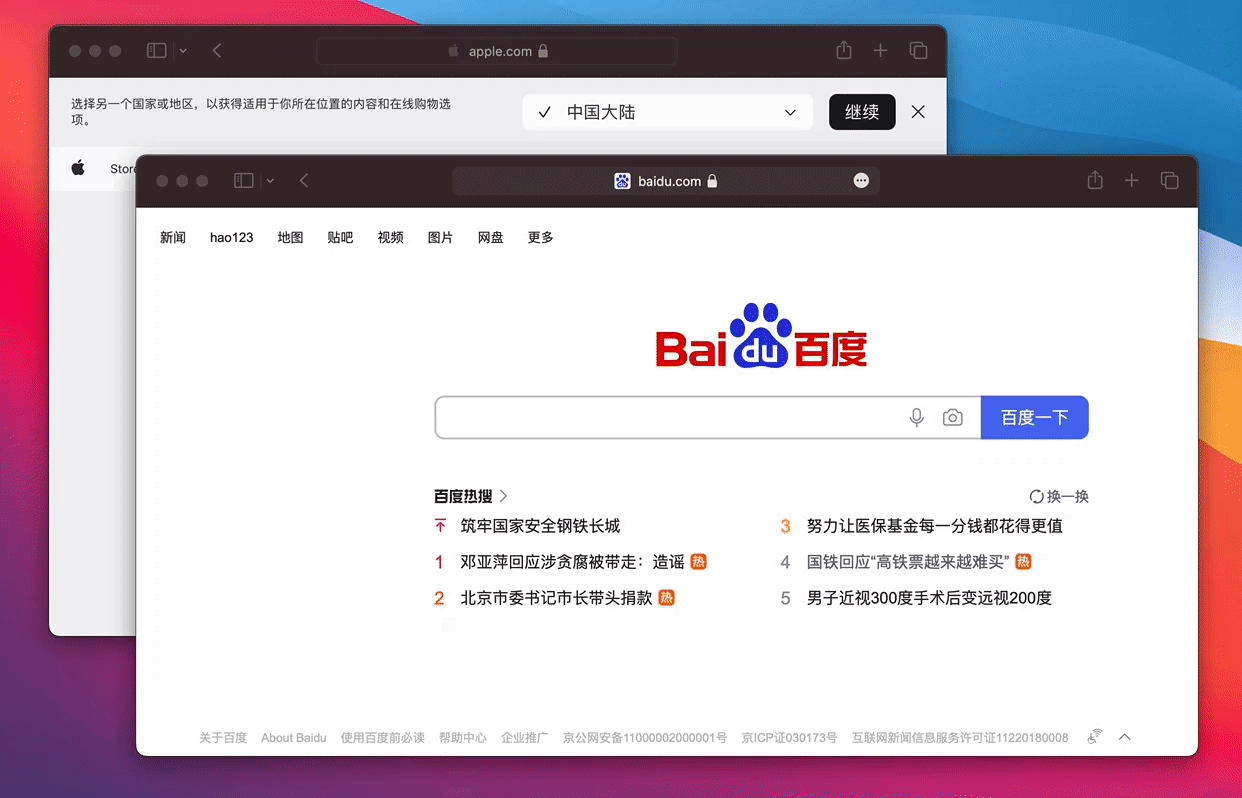 apple.com
选择另一个国家或地区，以获得适用于你所在位置的内容和在线购物选
项。
中国大陆
继续
Store
baidu.com
新闻 hao123 地图 贴吧 视频 图片 网盘 更多
Bai du 百度
百度一下
百度热搜
换一换
筑牢国家安全钢铁长城
1 邓亚萍回应涉贪腐被带走：造谣 热
2 北京市委书记市长带头捐款 热
3 努力让医保基金每一分钱都花得更值
4 国铁回应“高铁票越来越难买” 热
5 男子近视300度手术后变远视200度
关于百度 About Baidu 使用百度前必读 帮助中心 企业推广 京公网安备11000002000001号 京ICP证030173号 互联网新闻信息服务许可证11220180008